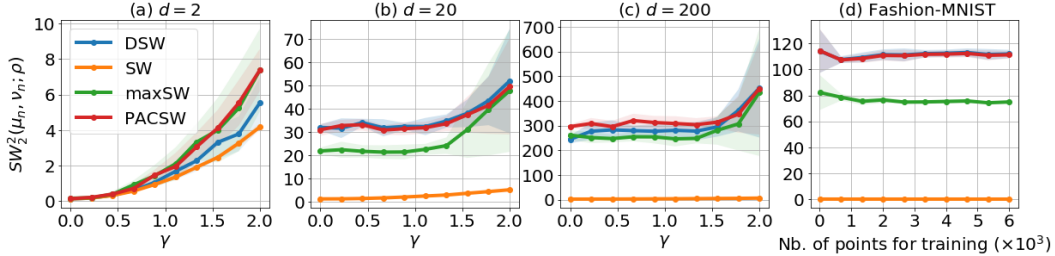 (a) d = 2
(b) d = 20
(c) d = 200
(d) Fashion-MNIST
SW₂²(μₙ, νₙ; ρ)
10
8
6
4
2
0
DSW
SW
maxSW
PACSW
0.0 0.5 1.0 1.5 2.0
γ
70
60
50
40
30
20
10
0
0.0 0.5 1.0 1.5 2.0
γ
700
600
500
400
300
200
100
0
0.0 0.5 1.0 1.5 2.0
γ
120
100
80
60
40
20
0
0 1 2 3 4 5 6
Nb. of points for training (×10³)